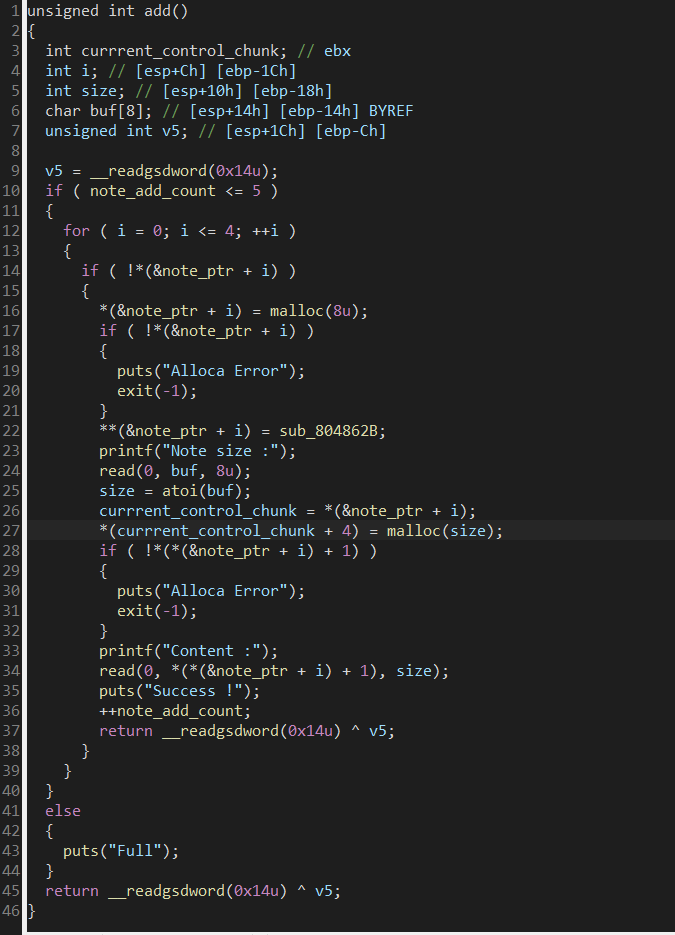 1 unsigned int add()
2 {
3   int currrent_control_chunk; // ebx
4   int i; // [esp+Ch] [ebp-1Ch]
5   int size; // [esp+10h] [ebp-18h]
6   char buf[8]; // [esp+14h] [ebp-14h] BYREF
7   unsigned int v5; // [esp+1Ch] [ebp-Ch]
8
9   v5 = __readgsdword(0x14u);
10   if ( note_add_count <= 5 )
11   {
12     for ( i = 0; i <= 4; ++i )
13     {
14       if ( !*(&note_ptr + i) )
15       {
16         *(&note_ptr + i) = malloc(8u);
17         if ( !*(&note_ptr + i) )
18         {
19           puts("Alloca Error");
20           exit(-1);
21         }
22         **(&note_ptr + i) = sub_804862B;
23         printf("Note size :");
24         read(0, buf, 8u);
25         size = atoi(buf);
26         currrent_control_chunk = *(&note_ptr + i);
27         *(currrent_control_chunk + 4) = malloc(size);
28         if ( !*(*(&note_ptr + i) + 1) )
29         {
30           puts("Alloca Error");
31           exit(-1);
32         }
33         printf("Content :");
34         read(0, *(*(&note_ptr + i) + 1), size);
35         puts("Success !");
36         ++note_add_count;
37         return __readgsdword(0x14u) ^ v5;
38       }
39     }
40   }
41   else
42   {
43     puts("Full");
44   }
45   return __readgsdword(0x14u) ^ v5;
46 }